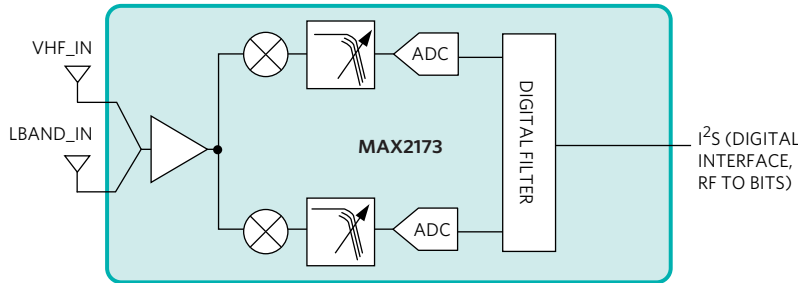 VHF_IN
LBAND_IN
ADC
MAX2173
ADC
DIGITAL FILTER
I²S (DIGITAL
INTERFACE,
RF TO BITS)